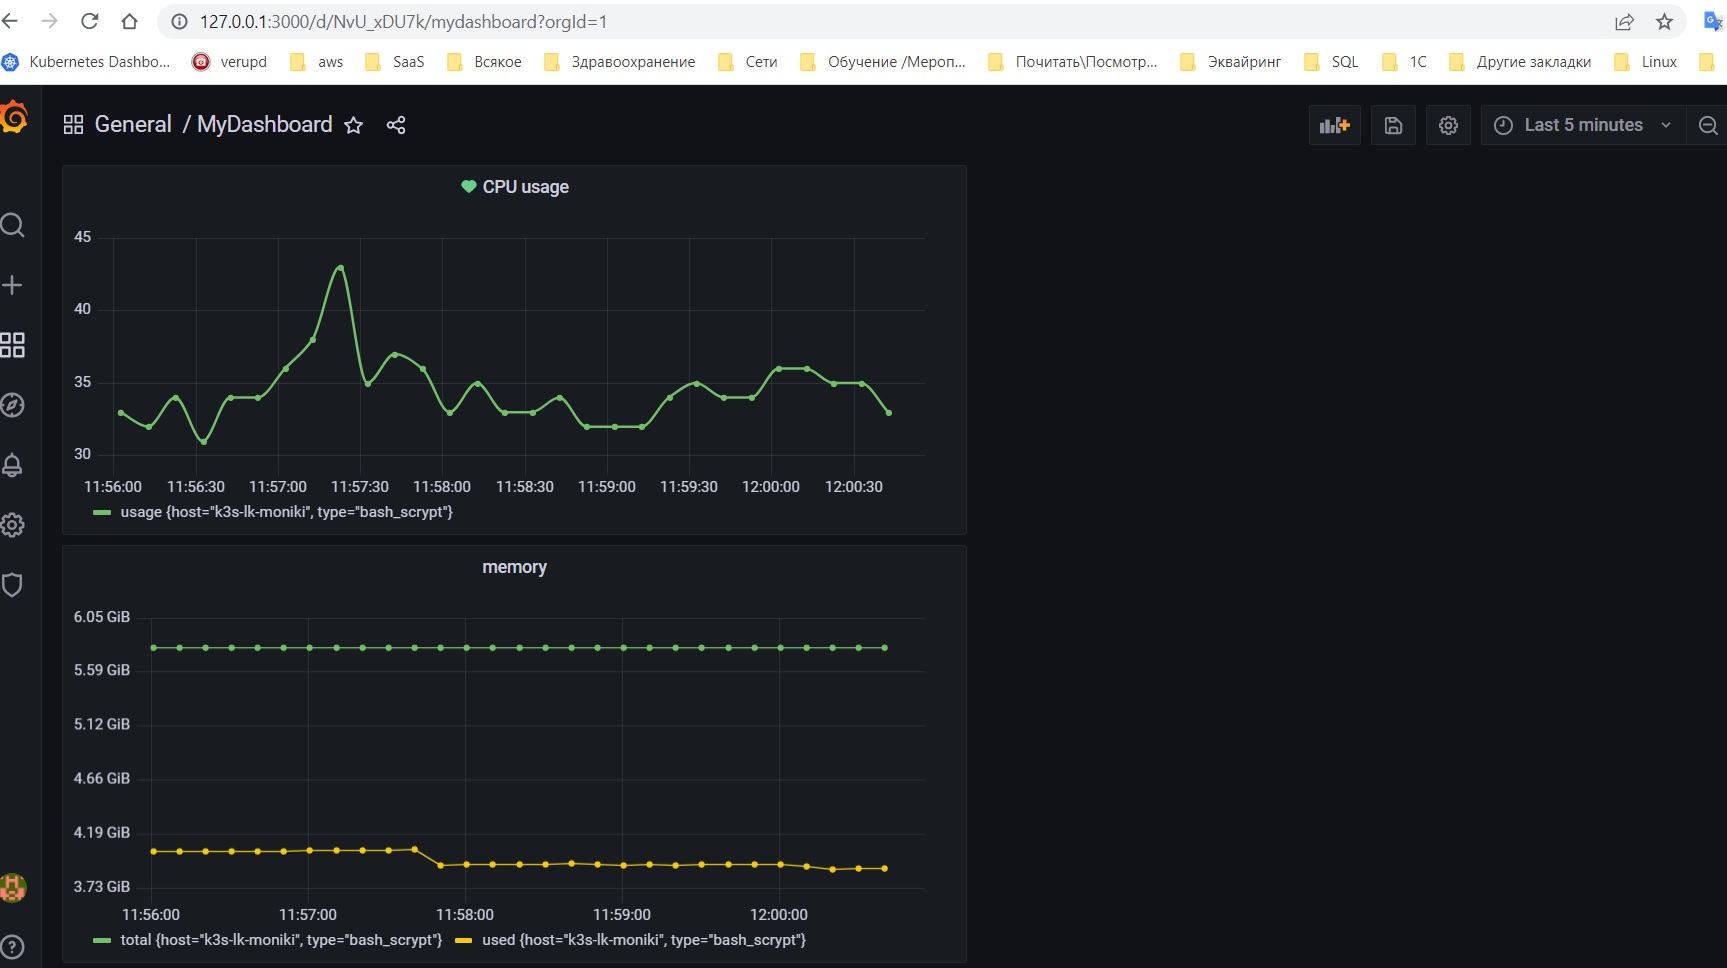 127.0.0.1:3000/d/NvU_xDU7k/mydashboard?orgId=1
Kubernetes Dashbo... verupd aws SaaS Всякое Здравоохранение Сети Обучение /Мероп... Почитать\Посмотр... Эквайринг SQL 1С Другие закладки Linux
General / MyDashboard Last 5 minutes
CPU usage
45
40
35
30
11:56:00 11:56:30 11:57:00 11:57:30 11:58:00 11:58:30 11:59:00 11:59:30 12:00:00 12:00:30
usage {host="k3s-lk-moniki", type="bash_scrypt"}
memory
6.05 GiB
5.59 GiB
5.12 GiB
4.66 GiB
4.19 GiB
3.73 GiB
11:56:00 11:57:00 11:58:00 11:59:00 12:00:00
total {host="k3s-lk-moniki", type="bash_scrypt"} used {host="k3s-lk-moniki", type="bash_scrypt"}